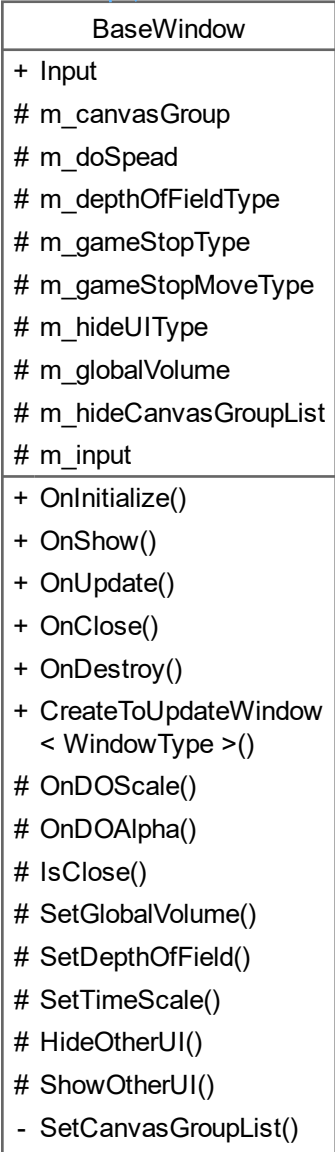 BaseWindow
+ Input
# m_canvasGroup
# m_doSpead
# m_depthOfFieldType
# m_gameStopType
# m_gameStopMoveType
# m_hideUIType
# m_globalVolume
# m_hideCanvasGroupList
# m_input
+ OnInitialize()
+ OnShow()
+ OnUpdate()
+ OnClose()
+ OnDestroy()
+ CreateToUpdateWindow
< WindowType >()
# OnDOScale()
# OnDOAlpha()
# IsClose()
# SetGlobalVolume()
# SetDepthOfField()
# SetTimeScale()
# HideOtherUI()
# ShowOtherUI()
- SetCanvasGroupList()